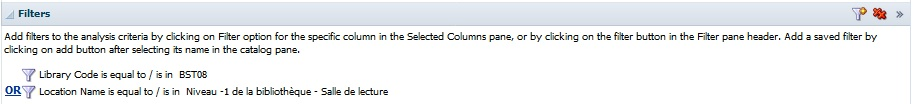 Filters
Add filters to the analysis criteria by clicking on Filter option for the specific column in the Selected Columns pane, or by clicking on the filter button in the Filter pane header. Add a saved filter by
clicking on add button after selecting its name in the catalog pane.
Library Code is equal to / is in BST08
OR Location Name is equal to / is in Niveau -1 de la bibliothèque - Salle de lecture